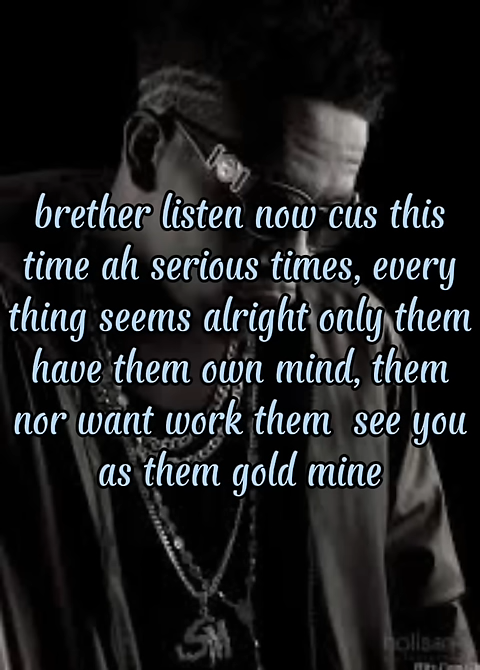 brether listen now cus this
time ah serious times, every
thing seems alright only them
have them own mind, them
nor want work them see you
as them gold mine